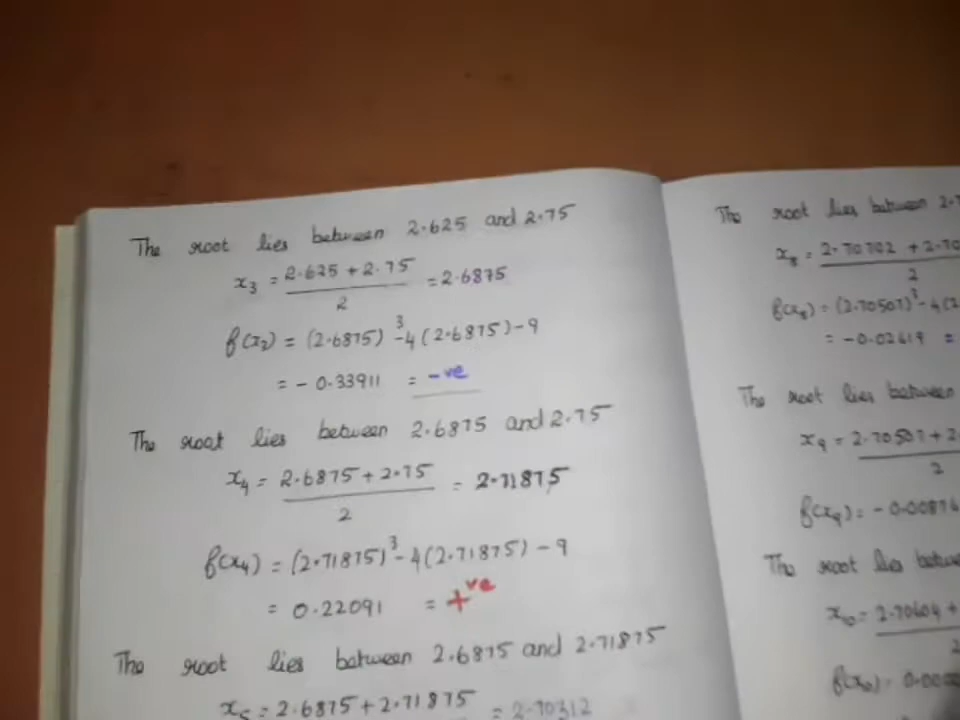 The root lies between 2.625 and 2.75
x₃ = (2.625 + 2.75)/2 = 2.6875
f(x₂) = (2.6875)³ - 4(2.6875) - 9
= - 0.33911 = -ve
The root lies between 2.6875 and 2.75
x₄ = (2.6875 + 2.75)/2 = 2.71875
f(x₄) = (2.71875)³ - 4(2.71875) - 9
= 0.22091 = +ve
The root lies between 2.6875 and 2.71875
x₅ = 2.6875 + 2.71875 = 2.70312
The root lies between
x₈ = 2.70702 +
2
f(x₈) = (2.70507)³ - 4
= -0.02619 =
The root lies between
x₉ = 2.70507 +
2
f(x₉) = - 0.0087
The root lies
x₁₀ = 2.70604 +
f(x₁₀) =